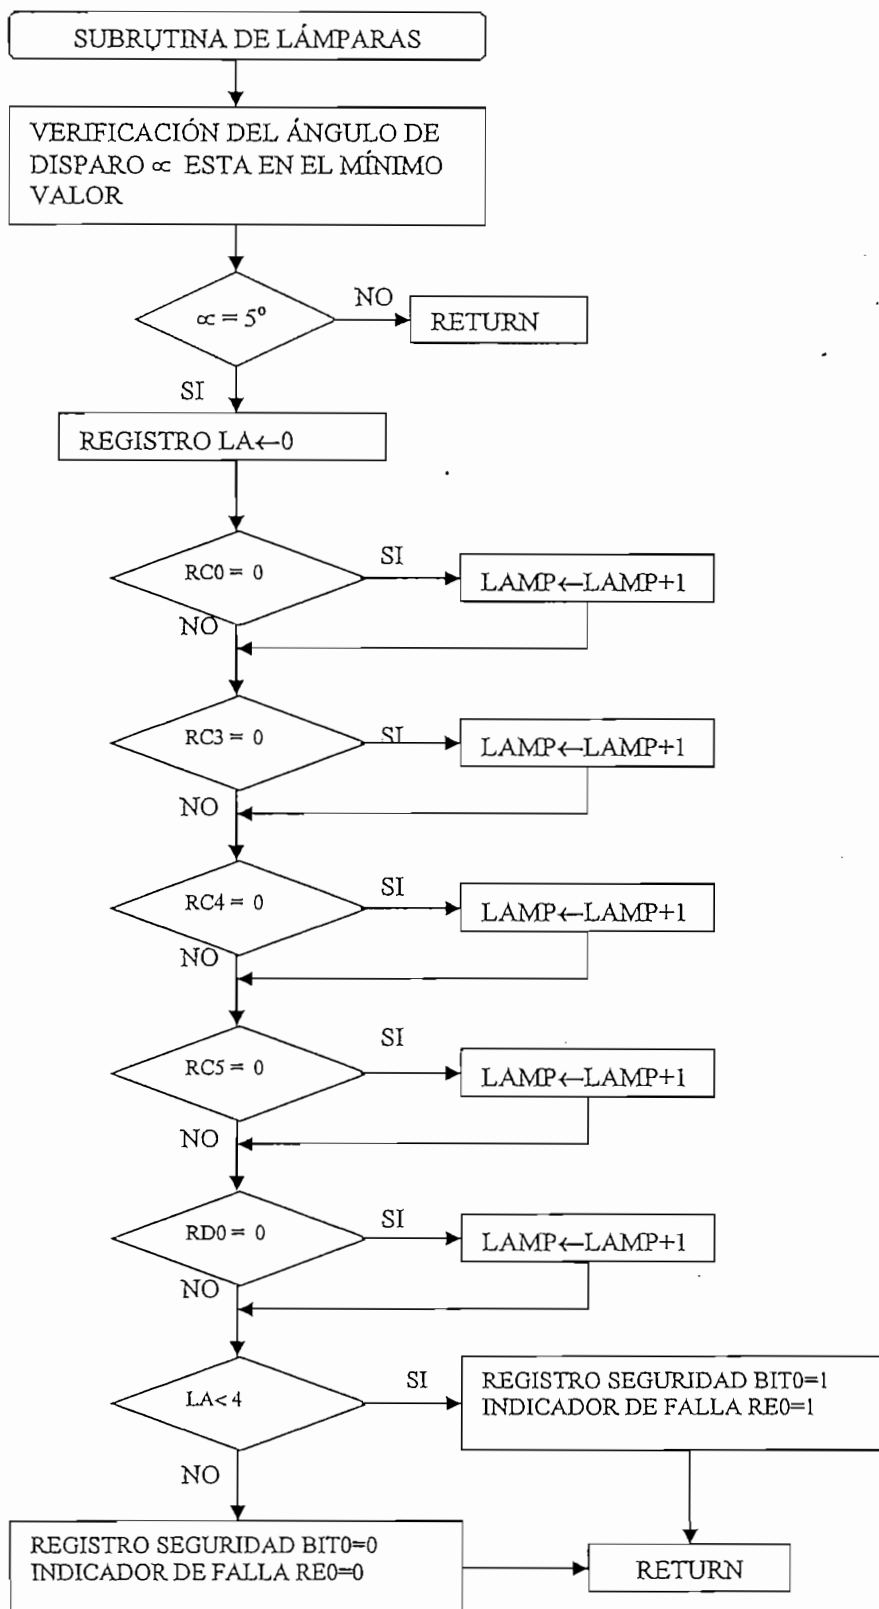 SUBRUTINA DE LÁMPARAS
VERIFICACIÓN DEL ÁNGULO DE
DISPARO ∝ ESTA EN EL MÍNIMO
VALOR
∝ = 5º
NO
RETURN
SI
REGISTRO LA←0
RC0 = 0
SI
LAMP←LAMP+1
NO
RC3 = 0
SI
LAMP←LAMP+1
NO
RC4 = 0
SI
LAMP←LAMP+1
NO
RC5 = 0
SI
LAMP←LAMP+1
NO
RD0 = 0
SI
LAMP←LAMP+1
NO
LA< 4
SI
REGISTRO SEGURIDAD BIT0=1
INDICADOR DE FALLA RE0=1
NO
REGISTRO SEGURIDAD BIT0=0
INDICADOR DE FALLA RE0=0
RETURN